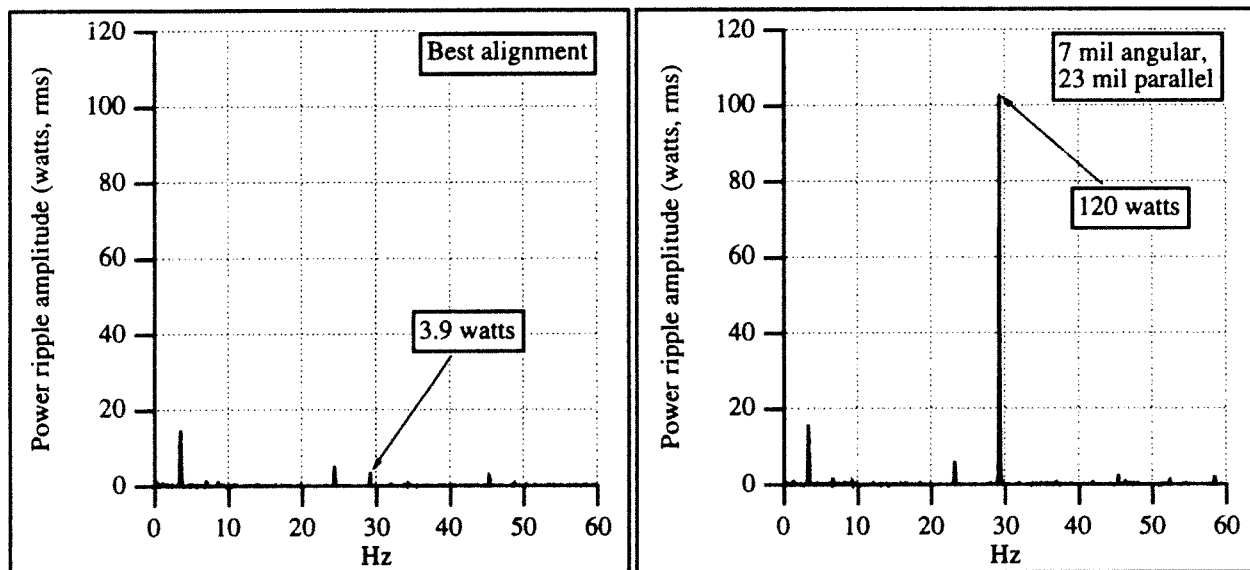 Power ripple amplitude (watts, rms)
120
100
80
60
40
20
0
Best alignment
3.9 watts
0 10 20 30 40 50 60
Hz
Power ripple amplitude (watts, rms)
120
100
80
60
40
20
0
7 mil angular,
23 mil parallel
120 watts
0 10 20 30 40 50 60
Hz